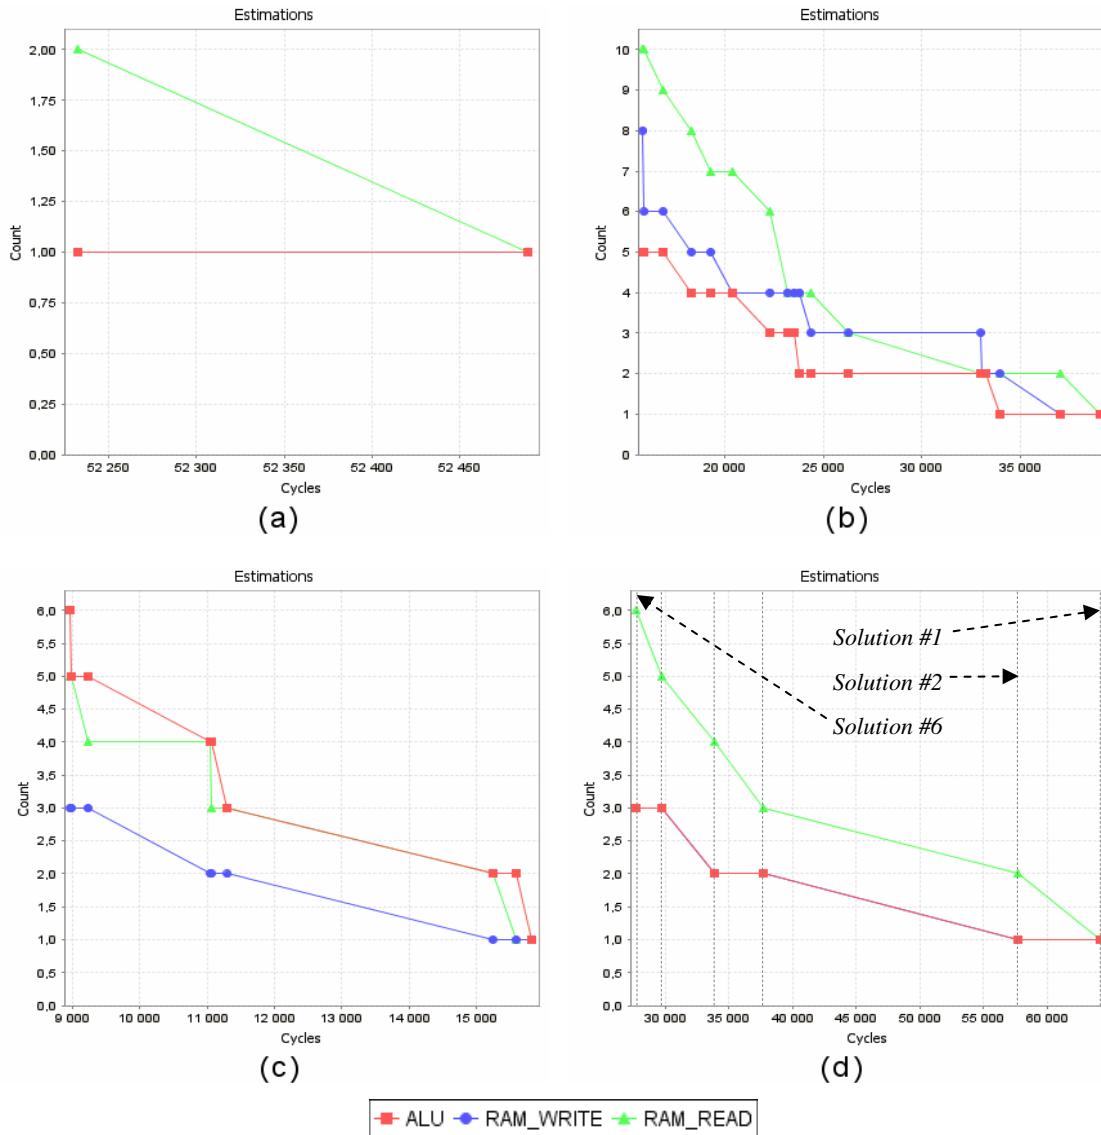 Estimations
2,00
1,75
1,50
1,25
1,00
0,75
0,50
0,25
0,00
Count
52 250 52 300 52 350 52 400 52 450
Cycles
(a)
Estimations
10
9
8
7
6
5
4
3
2
1
0
Count
20 000 25 000 30 000 35 000
Cycles
(b)
Estimations
6,0
5,5
5,0
4,5
4,0
3,5
3,0
2,5
2,0
1,5
1,0
0,5
0,0
Count
9 000 10 000 11 000 12 000 13 000 14 000 15 000
Cycles
(c)
Estimations
6,0
5,5
5,0
4,5
4,0
3,5
3,0
2,5
2,0
1,5
1,0
0,5
0,0
Count
Solution #1
Solution #2
Solution #6
30 000 35 000 40 000 45 000 50 000 55 000 60 000
Cycles
(d)
ALU RAM_WRITE RAM_READ